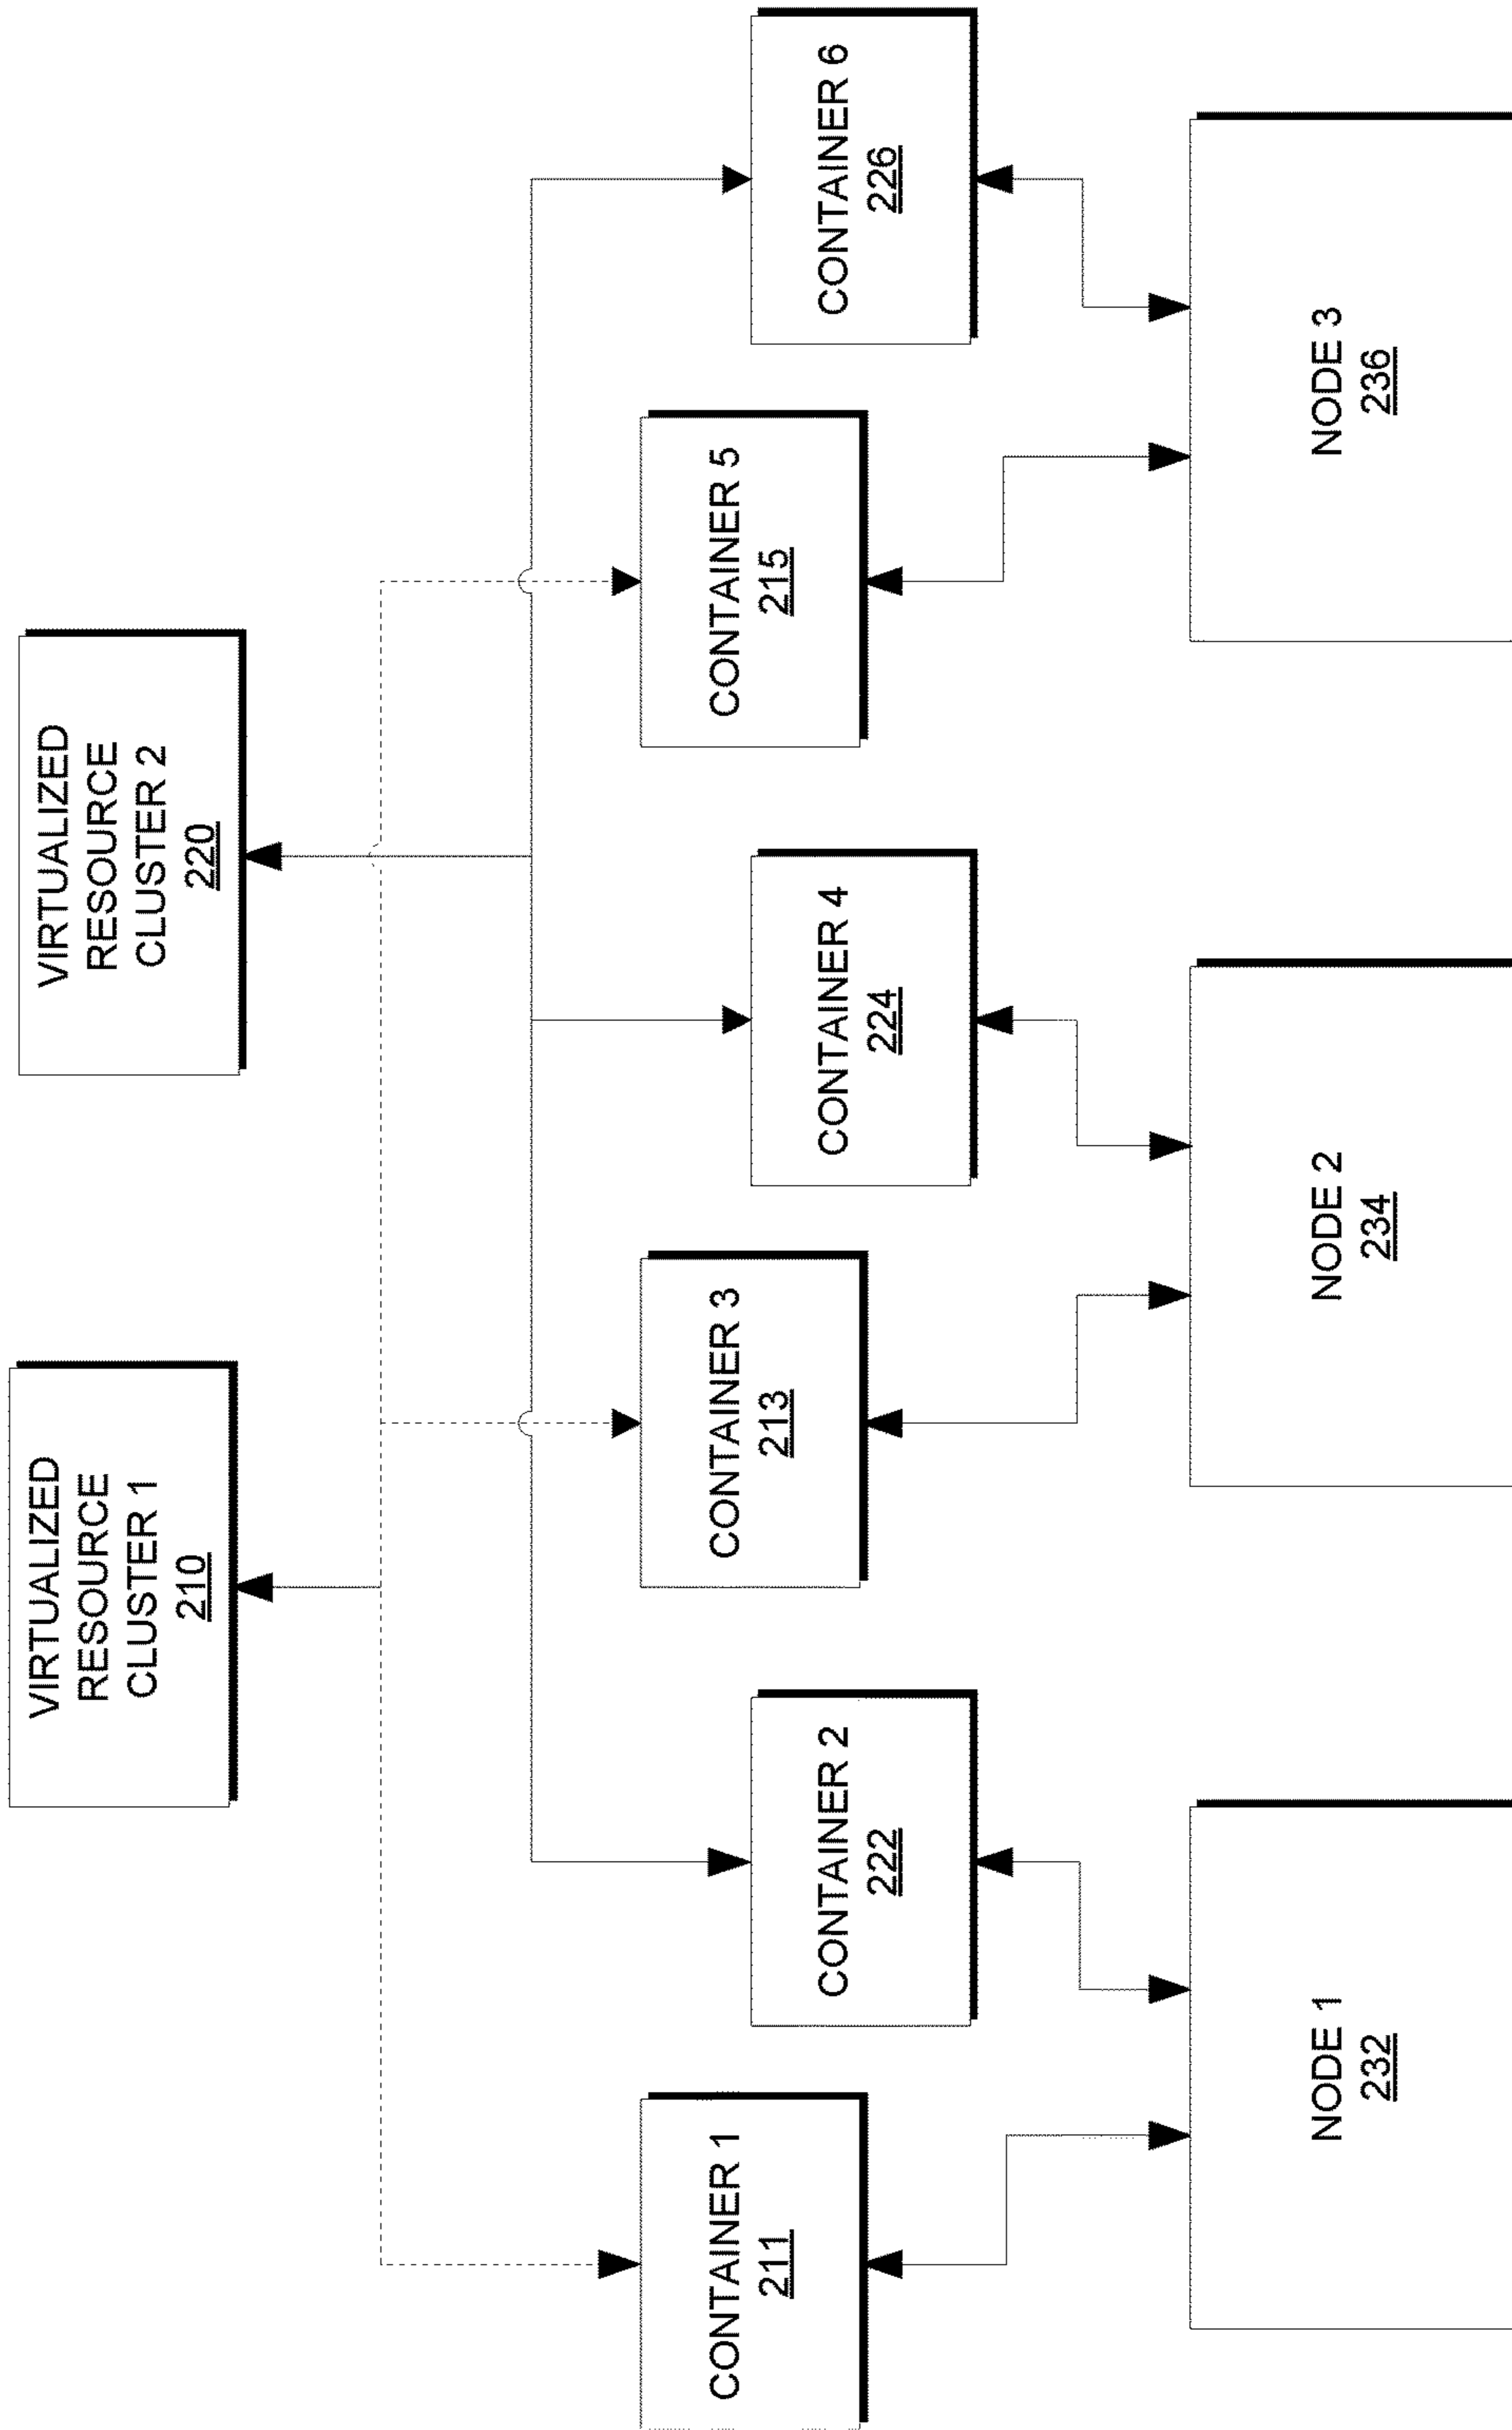 VIRTUALIZED
RESOURCE
CLUSTER 1
210
VIRTUALIZED
RESOURCE
CLUSTER 2
220
CONTAINER 1
211
CONTAINER 3
213
CONTAINER 5
215
CONTAINER 2
222
CONTAINER 4
224
CONTAINER 6
226
NODE 1
232
NODE 2
234
NODE 3
236